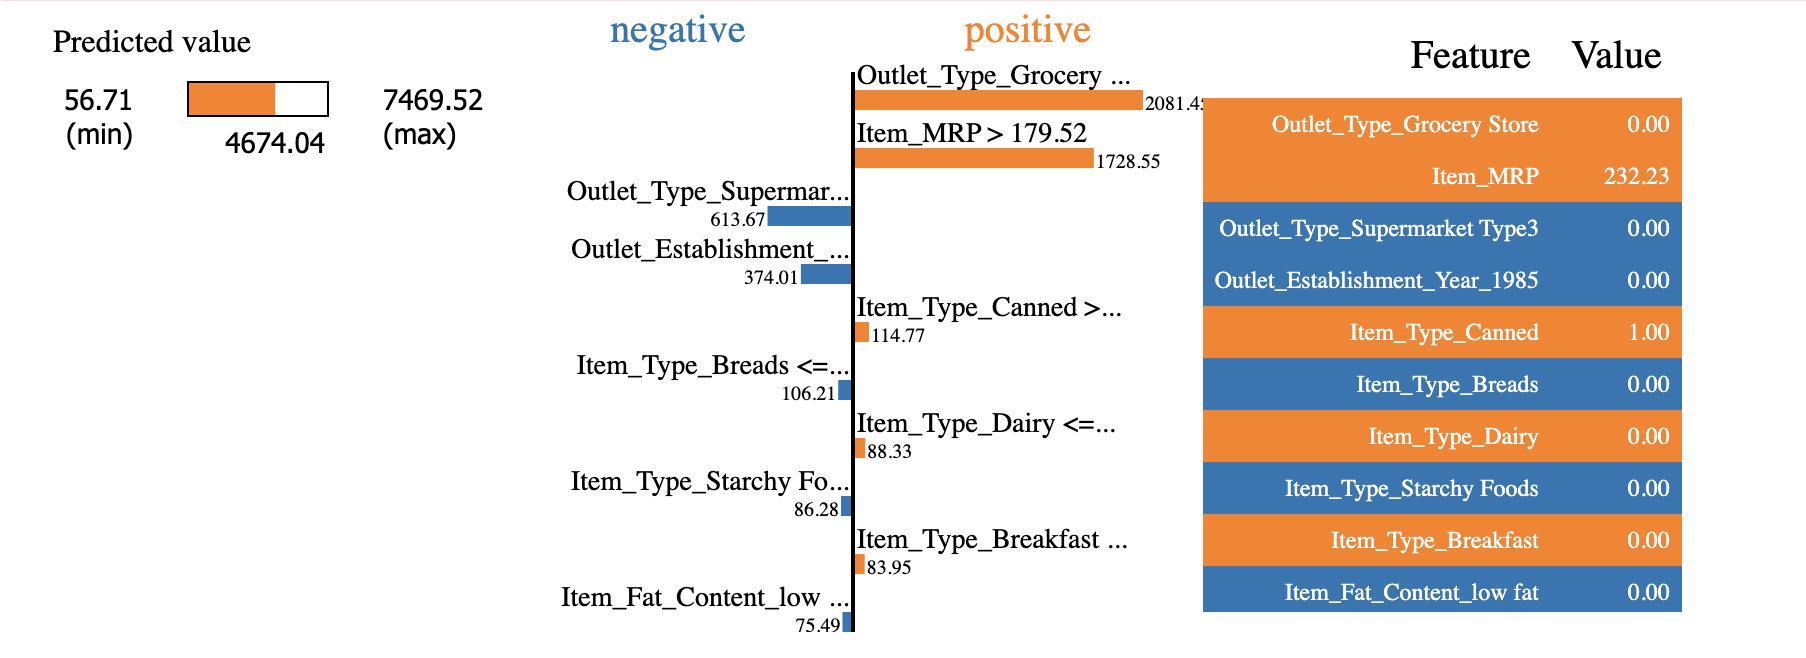 Predicted value
56.71
(min)
7469.52
(max)
4674.04
negative
positive
Outlet_Type_Grocery ...
Item_MRP > 179.52
1728.55
Outlet_Type_Supermar...
613.67
Outlet_Establishment_...
374.01
Item_Type_Canned >...
114.77
Item_Type_Breads <=...
106.21
Item_Type_Dairy <=...
88.33
Item_Type_Starchy Fo...
86.28
Item_Type_Breakfast ...
83.95
Item_Fat_Content_low ...
75.49
Feature Value
Outlet_Type_Grocery Store 0.00
Item_MRP 232.23
Outlet_Type_Supermarket Type3 0.00
Outlet_Establishment_Year_1985 0.00
Item_Type_Canned 1.00
Item_Type_Breads 0.00
Item_Type_Dairy 0.00
Item_Type_Starchy Foods 0.00
Item_Type_Breakfast 0.00
Item_Fat_Content_low fat 0.00